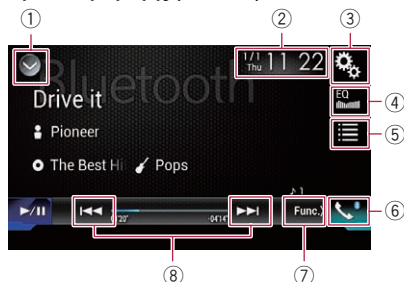 ① ② ③
Bluetooth
1/1 Thu 11 22
Drive it
EQ
④
⑤
Pioneer
The Best Hi Pops
♪ 1
0'20" -04'14" Func.
⑥
⑧ ⑦